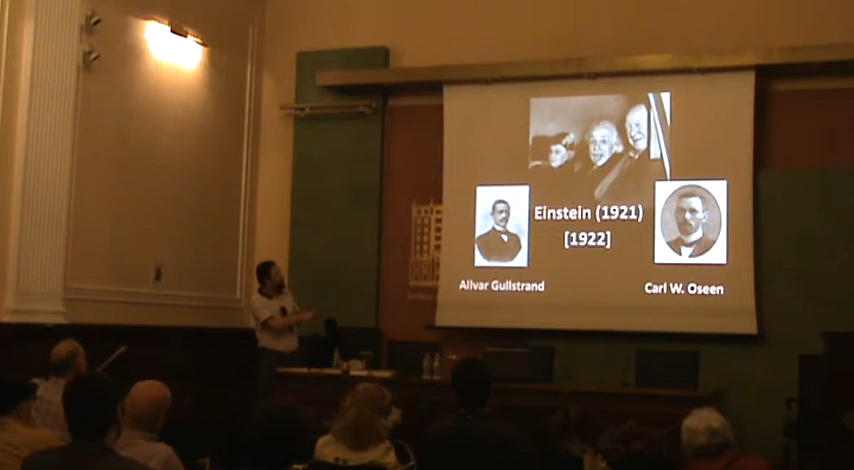 Einstein (1921)
[1922]
Allvar Gullstrand
Carl W. Oseen